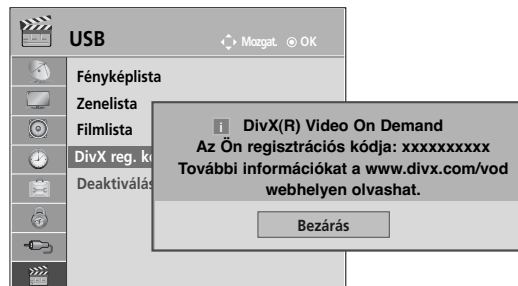 USB
Mozgat. OK
Fényképlista
Zenelista
Filmlista
DivX reg. k
Deaktiválás
i DivX(R) Video On Demand
Az Ön regisztrációs kódja: xxxxxxxxxx
További információkat a www.divx.com/vod
webhelyen olvashat.
Bezárás